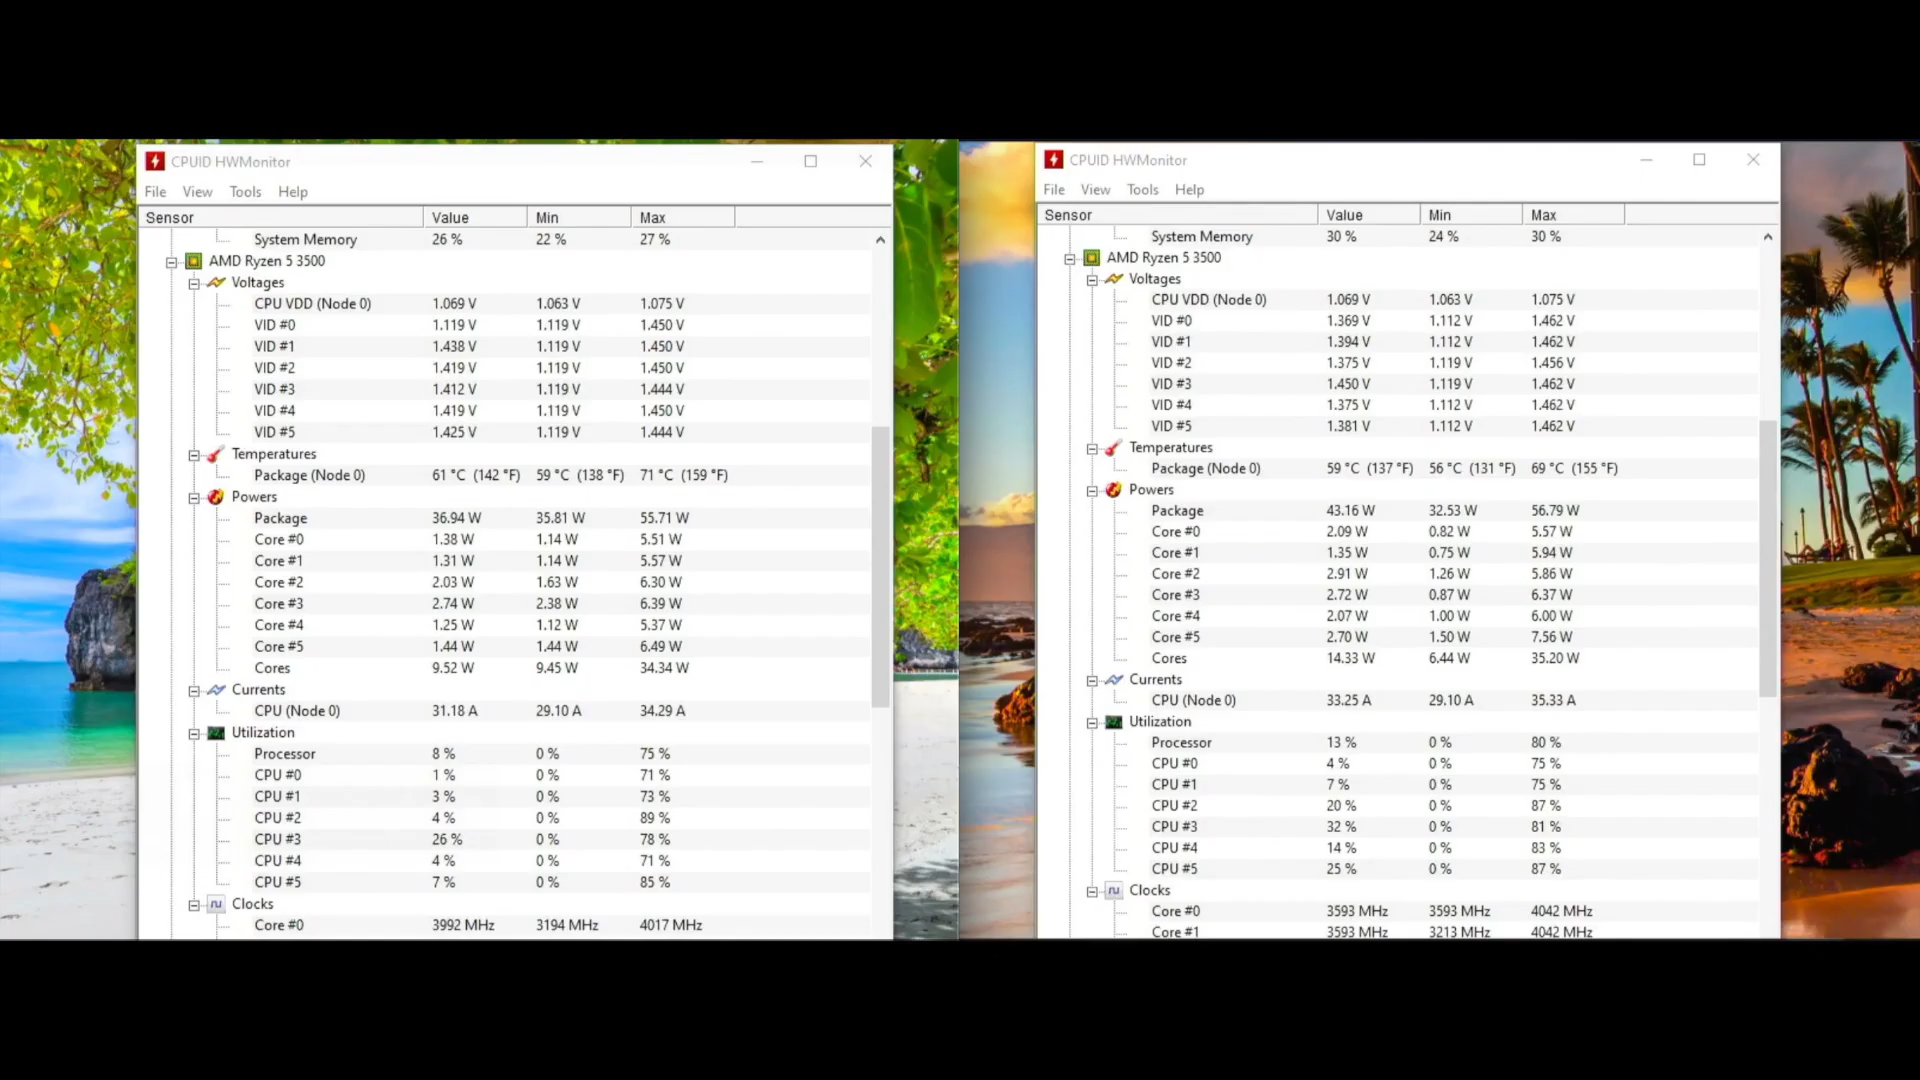 CPUID HWMonitor
File View Tools Help
Sensor Value Min Max
System Memory 26 % 22 % 27 %
AMD Ryzen 5 3500
Voltages
CPU VDD (Node 0) 1.069 V 1.063 V 1.075 V
VID #0 1.119 V 1.119 V 1.450 V
VID #1 1.438 V 1.119 V 1.450 V
VID #2 1.419 V 1.119 V 1.450 V
VID #3 1.412 V 1.119 V 1.444 V
VID #4 1.419 V 1.119 V 1.450 V
VID #5 1.425 V 1.119 V 1.444 V
Temperatures
Package (Node 0) 61 °C (142 °F) 59 °C (138 °F) 71 °C (159 °F)
Powers
Package 36.94 W 35.81 W 55.71 W
Core #0 1.38 W 1.14 W 5.51 W
Core #1 1.31 W 1.14 W 5.57 W
Core #2 2.03 W 1.63 W 6.30 W
Core #3 2.74 W 2.38 W 6.39 W
Core #4 1.25 W 1.12 W 5.37 W
Core #5 1.44 W 1.44 W 6.49 W
Cores 9.52 W 9.45 W 34.34 W
Currents
CPU (Node 0) 31.18 A 29.10 A 34.29 A
Utilization
Processor 8 % 0 % 75 %
CPU #0 1 % 0 % 71 %
CPU #1 3 % 0 % 73 %
CPU #2 4 % 0 % 89 %
CPU #3 26 % 0 % 78 %
CPU #4 4 % 0 % 71 %
CPU #5 7 % 0 % 85 %
Clocks
Core #0 3992 MHz 3194 MHz 4017 MHz
CPUID HWMonitor
File View Tools Help
Sensor Value Min Max
System Memory 30 % 24 % 30 %
AMD Ryzen 5 3500
Voltages
CPU VDD (Node 0) 1.069 V 1.063 V 1.075 V
VID #0 1.369 V 1.112 V 1.462 V
VID #1 1.394 V 1.112 V 1.462 V
VID #2 1.375 V 1.119 V 1.456 V
VID #3 1.450 V 1.119 V 1.462 V
VID #4 1.375 V 1.112 V 1.462 V
VID #5 1.381 V 1.112 V 1.462 V
Temperatures
Package (Node 0) 59 °C (137 °F) 56 °C (131 °F) 69 °C (155 °F)
Powers
Package 43.16 W 32.53 W 56.79 W
Core #0 2.09 W 0.82 W 5.57 W
Core #1 1.35 W 0.75 W 5.94 W
Core #2 2.91 W 1.26 W 5.86 W
Core #3 2.72 W 0.87 W 6.37 W
Core #4 2.07 W 1.00 W 6.00 W
Core #5 2.70 W 1.50 W 7.56 W
Cores 14.33 W 6.44 W 35.20 W
Currents
CPU (Node 0) 33.25 A 29.10 A 35.33 A
Utilization
Processor 13 % 0 % 80 %
CPU #0 4 % 0 % 75 %
CPU #1 7 % 0 % 75 %
CPU #2 20 % 0 % 87 %
CPU #3 32 % 0 % 81 %
CPU #4 14 % 0 % 83 %
CPU #5 25 % 0 % 87 %
Clocks
Core #0 3593 MHz 3593 MHz 4042 MHz
Core #1 3593 MHz 3213 MHz 4042 MHz